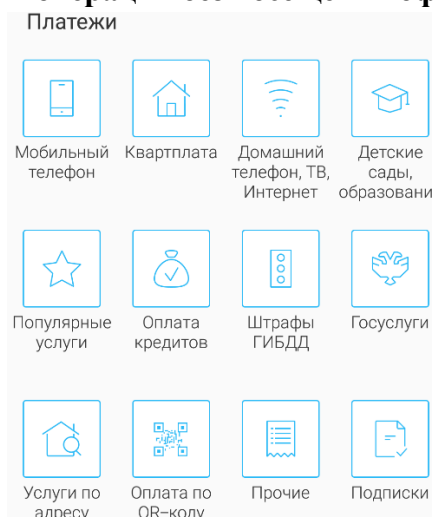 Платежи
Мобильный
телефон
Квартплата
Домашний
телефон, ТВ,
Интернет
Детские
сады,
образовани
Популярные
услуги
Оплата
кредитов
Штрафы
ГИБДД
Госуслуги
Услуги по
адресу
Оплата по
QR-коду
Прочие
Подписки